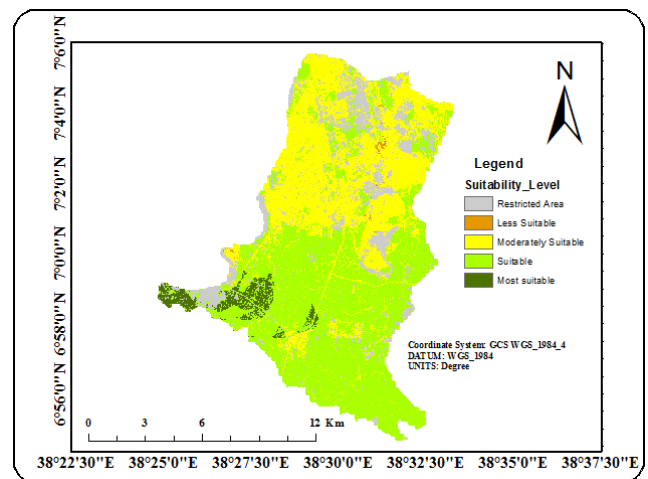 7°6'0"N
7°4'0"N
7°2'0"N
7°0'0"N
6°58'0"N
6°56'0"N
N
Legend
Suitability_Level
Restricted Area
Less Suitable
Moderately Suitable
Suitable
Most suitable
Coordinate System: GCS WGS_1984_4
DATUM: WGS_1984
UNITS: Degree
0 3 6 12 Km
38°22'30"E 38°25'0"E 38°27'30"E 38°30'0"E 38°32'30"E 38°35'0"E 38°37'30"E